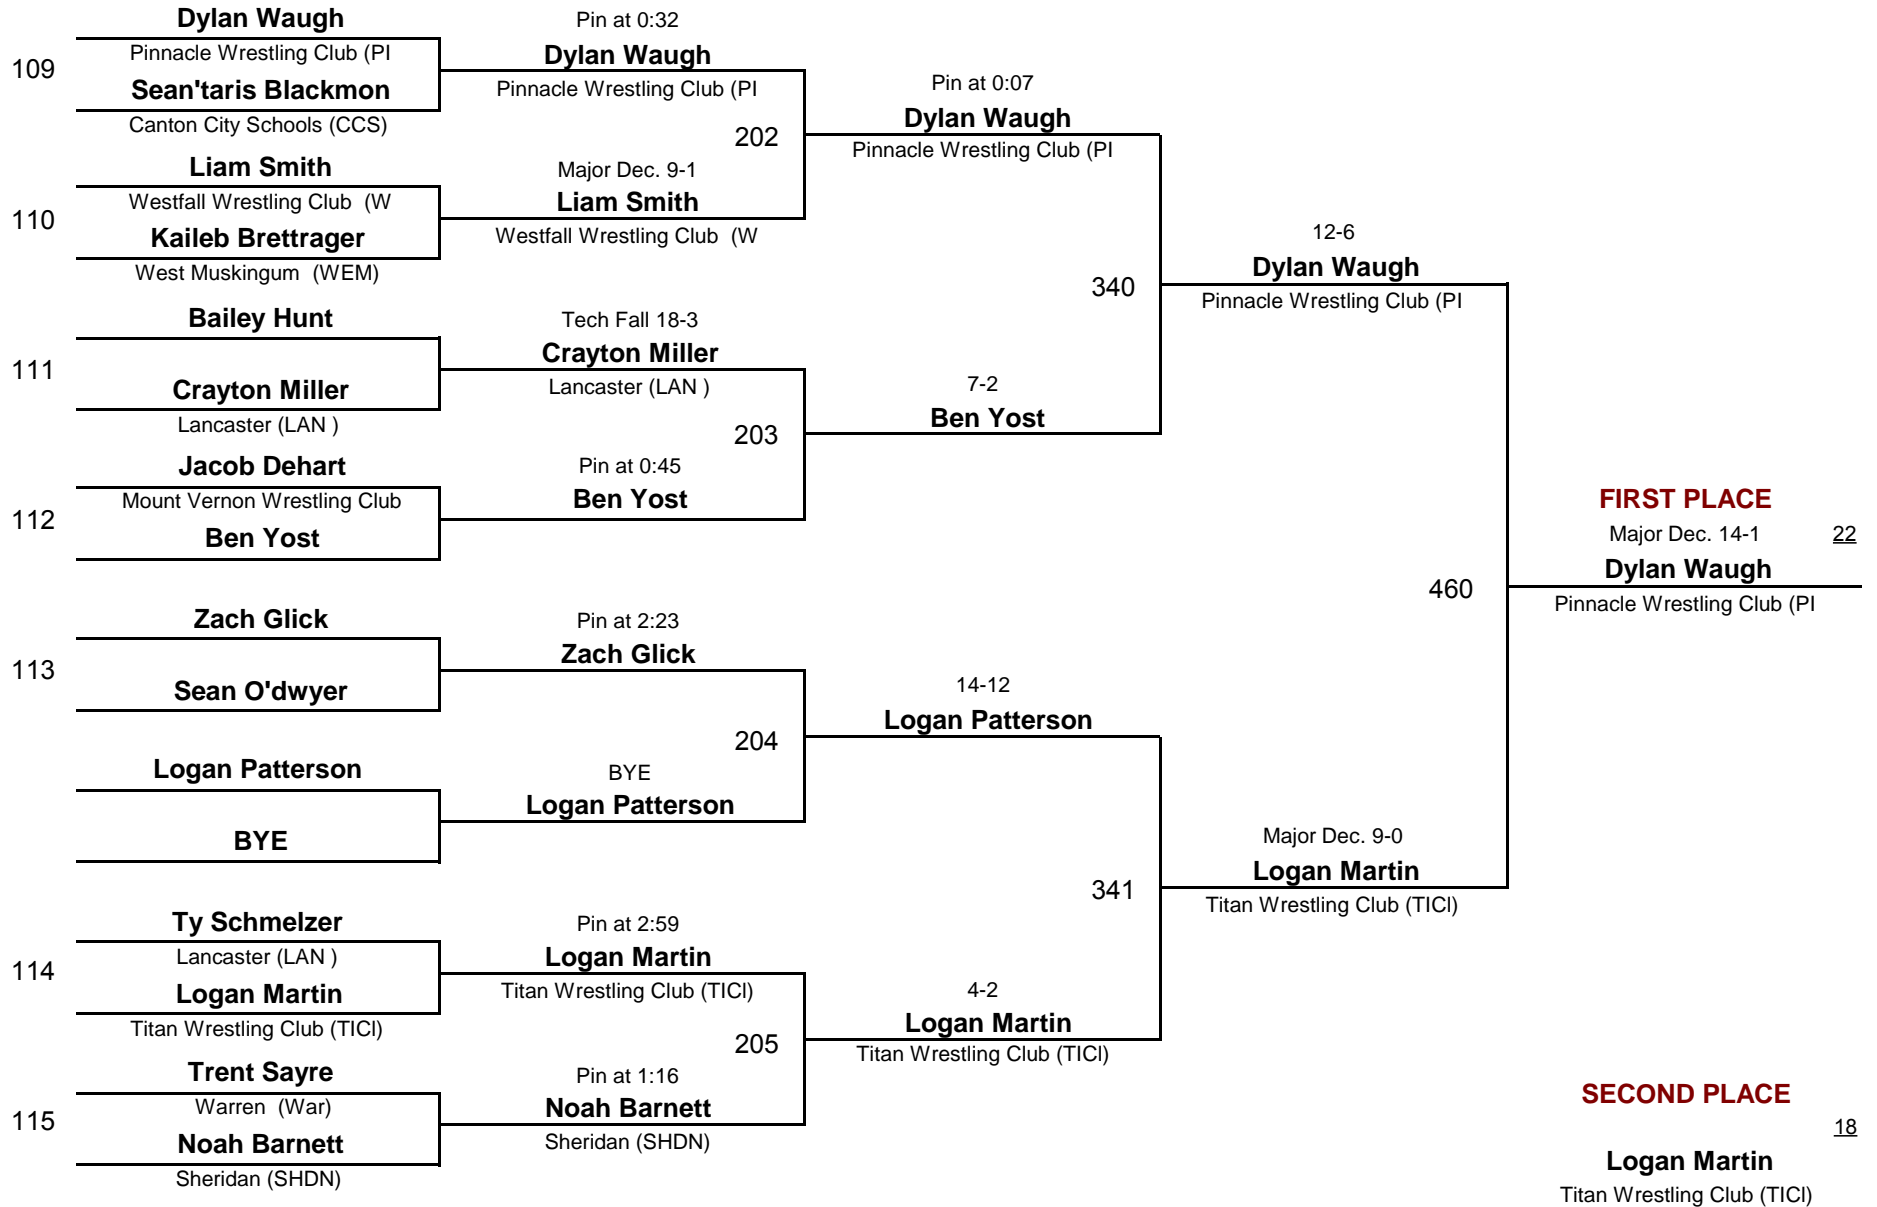 Dylan Waugh
Pinnacle Wrestling Club (PI
109
Sean'taris Blackmon
Canton City Schools (CCS)
Liam Smith
Westfall Wrestling Club  (W
110
Kaileb Brettrager
West Muskingum  (WEM)
Bailey Hunt
111
Crayton Miller
Lancaster (LAN )
Jacob Dehart
Mount Vernon Wrestling Club
112
Ben Yost
Zach Glick
113
Sean O'dwyer
Logan Patterson
BYE
Ty Schmelzer
Lancaster (LAN )
114
Logan Martin
Titan Wrestling Club (TICl)
Trent Sayre
Warren  (War)
115
Noah Barnett
Sheridan (SHDN)
Pin at 0:32
Dylan Waugh
Pinnacle Wrestling Club (PI
202
Major Dec. 9-1
Liam Smith
Westfall Wrestling Club  (W
Tech Fall 18-3
Crayton Miller
Lancaster (LAN )
203
Pin at 0:45
Ben Yost
Pin at 2:23
Zach Glick
204
BYE
Logan Patterson
Pin at 2:59
Logan Martin
Titan Wrestling Club (TICl)
205
Pin at 1:16
Noah Barnett
Sheridan (SHDN)
Pin at 0:07
Dylan Waugh
Pinnacle Wrestling Club (PI
340
7-2
Ben Yost
14-12
Logan Patterson
341
4-2
Logan Martin
Titan Wrestling Club (TICl)
12-6
Dylan Waugh
Pinnacle Wrestling Club (PI
460
Major Dec. 9-0
Logan Martin
Titan Wrestling Club (TICl)
FIRST PLACE
Major Dec. 14-1 22
Dylan Waugh
Pinnacle Wrestling Club (PI
SECOND PLACE
18
Logan Martin
Titan Wrestling Club (TICl)